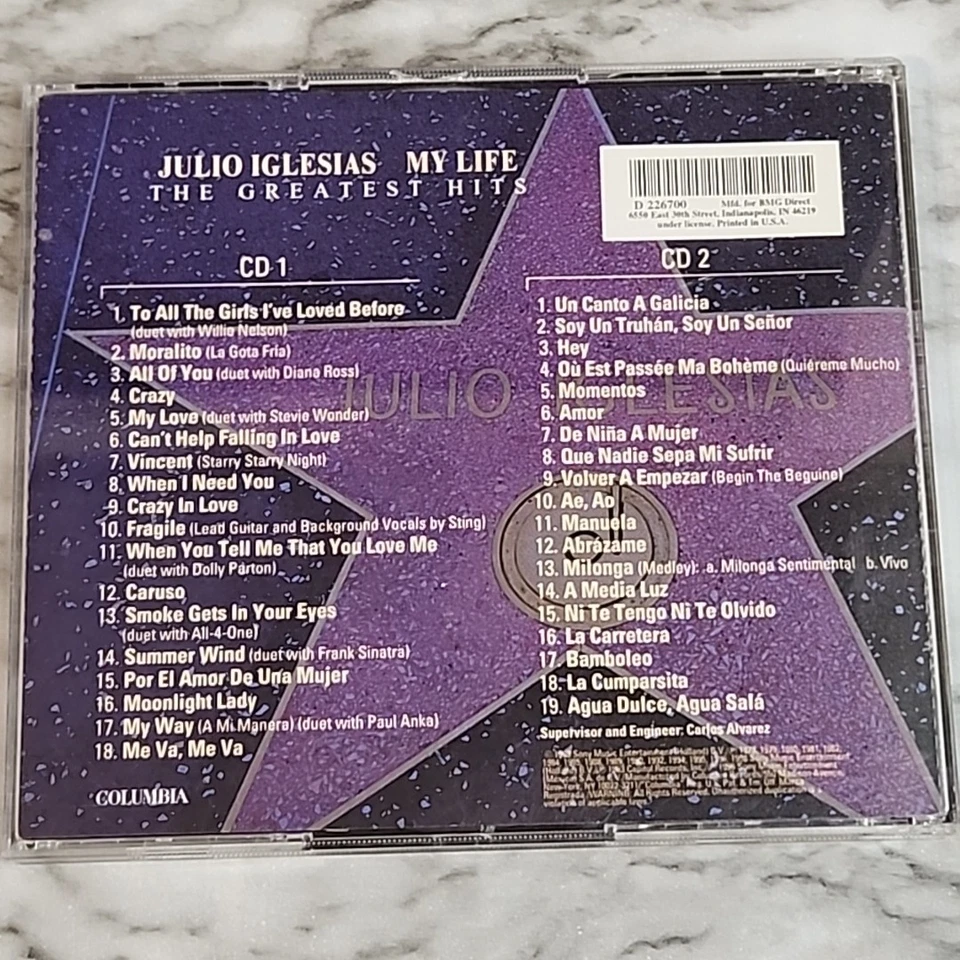 JULIO IGLESIAS MY LIFE
THE GREATEST HITS
D 226700 Mfd. for BMG Direct
6550 East 30th Street, Indianapolis, IN 46219
under license. Printed in U.S.A.
CD 1
1. To All The Girls I've Loved Before
(duet with Willie Nelson)
2. Moralito (La Gota Fría)
3. All Of You (duet with Diana Ross)
4. Crazy
5. My Love (duet with Stevie Wonder)
6. Can't Help Falling In Love
7. Vincent (Starry Starry Night)
8. When I Need You
9. Crazy In Love
10. Fragile (Lead Guitar and Background Vocals by Sting)
11. When You Tell Me That You Love Me
(duet with Dolly Parton)
12. Caruso
13. Smoke Gets In Your Eyes
(duet with All-4-One)
14. Summer Wind (duet with Frank Sinatra)
15. Por El Amor De Una Mujer
16. Moonlight Lady
17. My Way (A Mi Manera) (duet with Paul Anka)
18. Me Va, Me Va
COLUMBIA
CD 2
1. Un Canto A Galicia
2. Soy Un Truhán, Soy Un Señor
3. Hey
4. Où Est Passée Ma Bohème (Quiéreme Mucho)
5. Momentos
6. Amor
7. De Niña A Mujer
8. Que Nadie Sepa Mi Sufrir
9. Volver A Empezar (Begin The Beguine)
10. Ae, Ao
11. Manuela
12. Abrázame
13. Milonga (Medley): a. Milonga Sentimental b. Vivo
14. A Media Luz
15. Ni Te Tengo Ni Te Olvido
16. La Carretera
17. Bamboleo
18. La Cumparsita
19. Agua Dulce, Agua Salá
Supervisor and Engineer: Carlos Alvarez
JULIO IGLESIAS